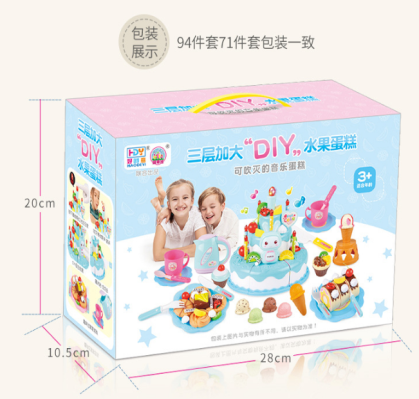 包装
展示
94件套71件套包装一致
三层加大"DIY"水果蛋糕
可吹灭的音乐蛋糕
3+
20cm
10.5cm
28cm